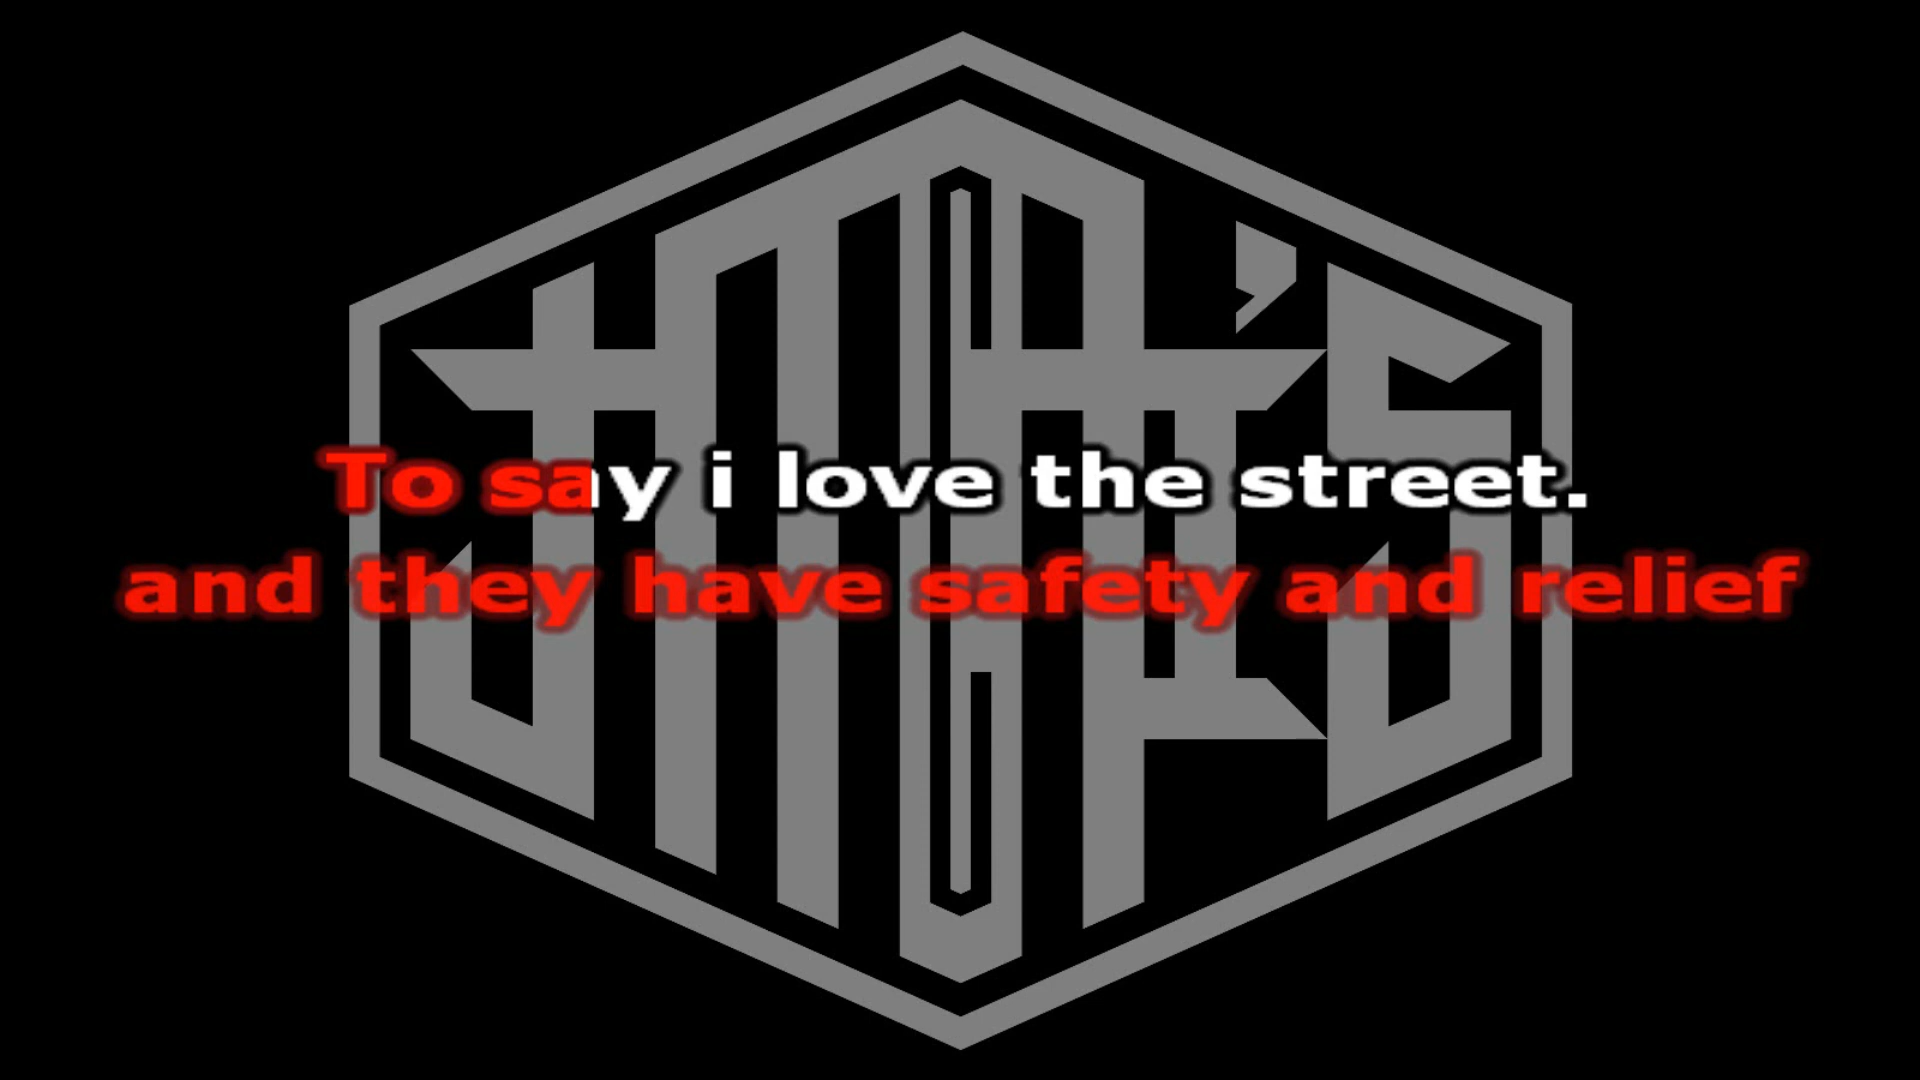 To say i love the street.
and they have safety and relief